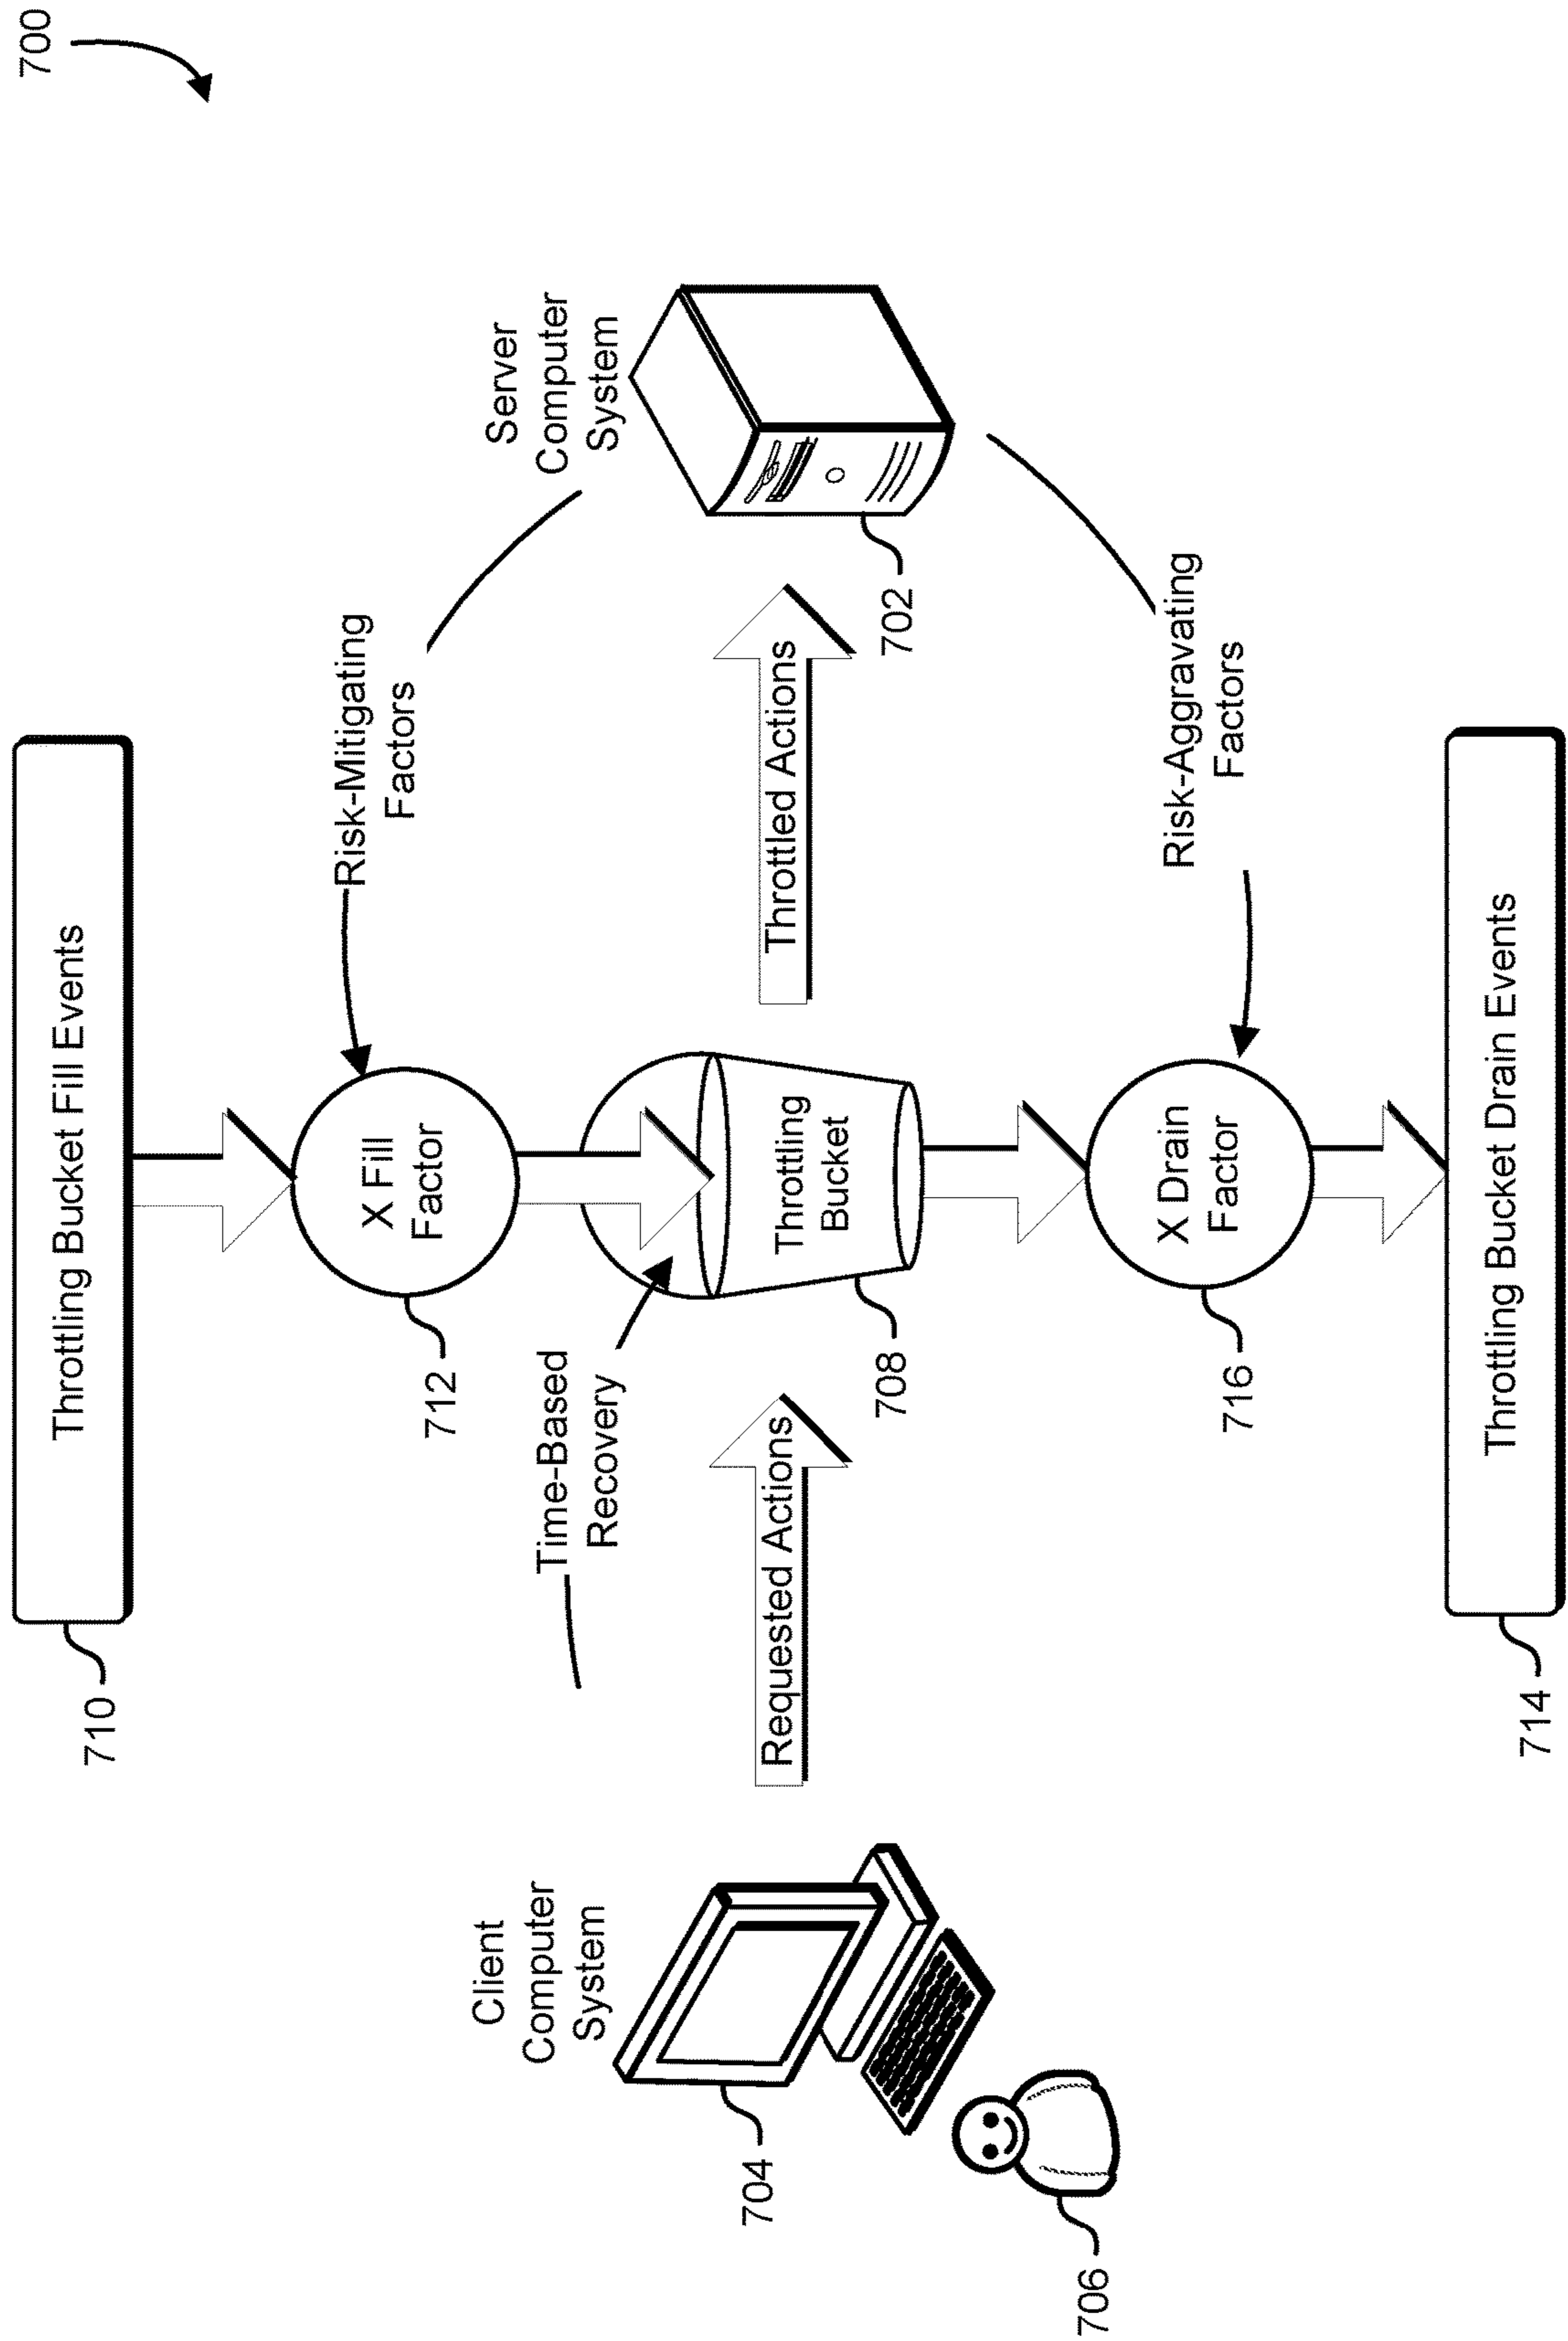 700
710
Throttling Bucket Fill Events
712
X Fill
Factor
Risk-Mitigating
Factors
Time-Based
Recovery
Client
Computer
System
Server
Computer
System
704
706
Requested Actions
708
Throttling
Bucket
Throttled Actions
702
716
X Drain
Factor
Risk-Aggravating
Factors
714
Throttling Bucket Drain Events